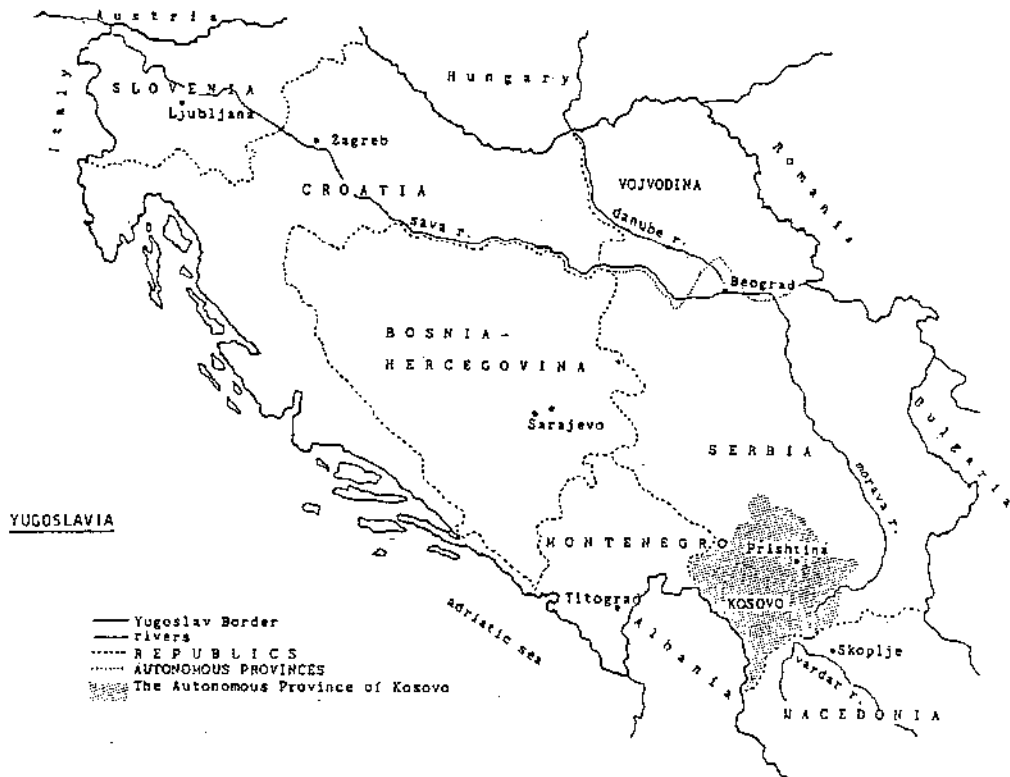 Austria
Hungary
Italy
SLOVENIA
Ljubljana
Zagreb
CROATIA
VOJVODINA
Romania
danube r.
sava r.
Beograd
BOSNIA-
HERCEGOVINA
Sarajevo
Bulgaria
SERBIA
morava r.
YUGOSLAVIA
MONTENEGRO
Prishtina
Titograd
KOSOVO
adriatic sea
Albania
Skoplje
vardar r.
MACEDONIA
Yugoslav Border
rivers
REPUBLICS
AUTONOMOUS PROVINCES
The Autonomous Province of Kosovo